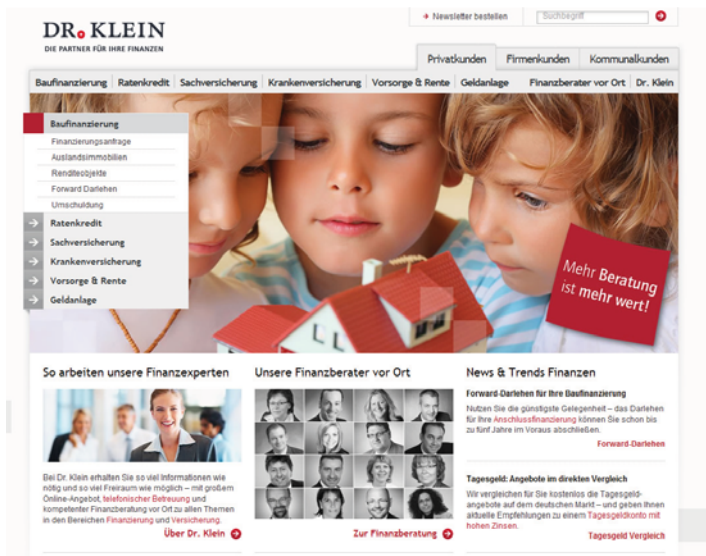 Newsletter bestellen
Suchbegriff
DR. KLEIN
DIE PARTNER FÜR IHRE FINANZEN
Privatkunden Firmenkunden Kommunalkunden
Baufinanzierung Ratenkredit Sachversicherung Krankenversicherung Vorsorge & Rente Geldanlage Finanzberater vor Ort Dr. Klein
Baufinanzierung
Finanzierungsanfrage
Auslandsimmobilien
Renditeobjekte
Forward Darlehen
Umschuldung
Ratenkredit
Sachversicherung
Krankenversicherung
Vorsorge & Rente
Geldanlage
Mehr Beratung
ist mehr wert!
So arbeiten unsere Finanzexperten
Bei Dr. Klein erhalten Sie so viel Informationen wie
nötig und so viel Freiraum wie möglich – mit großem
Online-Angebot, telefonischer Betreuung und
kompetenter Finanzberatung vor Ort zu allen Themen
in den Bereichen Finanzierung und Versicherung.
Über Dr. Klein
Unsere Finanzberater vor Ort
Zur Finanzberatung
News & Trends Finanzen
Forward-Darlehen für Ihre Baufinanzierung
Nutzen Sie die günstigste Gelegenheit – das Darlehen
für Ihre Anschlussfinanzierung können Sie schon bis
zu fünf Jahre im Voraus abschließen.
Forward-Darlehen
Tagesgeld: Angebote im direkten Vergleich
Wir vergleichen für Sie kostenlos die Tagesgeld-
angebote auf dem deutschen Markt – und geben Ihnen
aktuelle Empfehlungen zu einem Tagesgeldkonto mit
hohen Zinsen.
Tagesgeld Vergleich